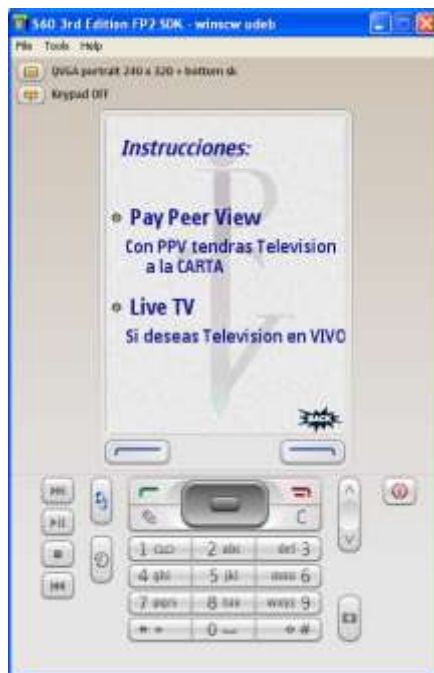 S60 3rd Edition FP2 SDK - winscw udeb
File Tools Help
QVGA portrait 240 x 320 + bottom sk
Keypad OFF
Instrucciones:
Pay Peer View
Con PPV tendras Television
a la CARTA
Live TV
Si deseas Television en VIVO
BACK
C
1 2 abc def 3
4 ghi 5 jkl mno 6
7 pqrs 8 tuv wxyz 9
* + 0 #